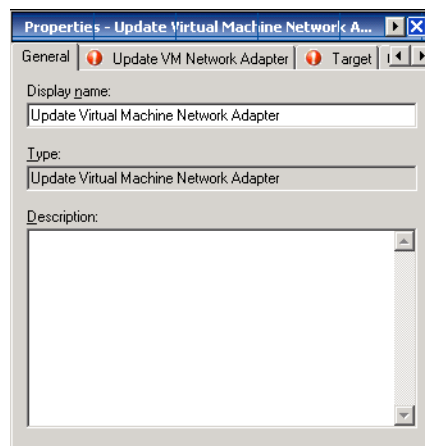 Properties - Update Virtual Machine Network A...
General Update VM Network Adapter Target
Display name:
Update Virtual Machine Network Adapter
Type:
Update Virtual Machine Network Adapter
Description: